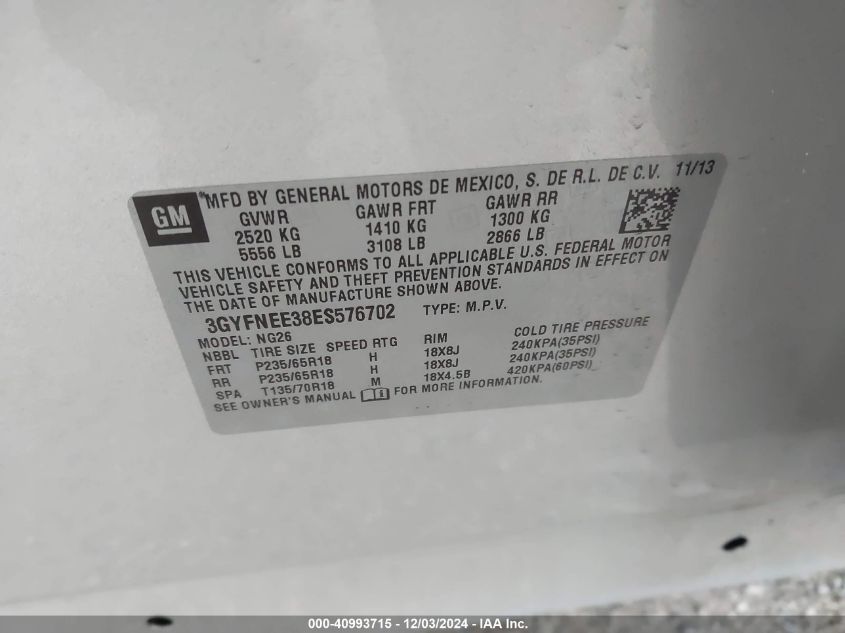 GM
*MFD BY GENERAL MOTORS DE MEXICO, S. DE R.L. DE C.V. 11/13
GVWR GAWR FRT GAWR RR
2520 KG 1410 KG 1300 KG
5556 LB 3108 LB 2866 LB
THIS VEHICLE CONFORMS TO ALL APPLICABLE U.S. FEDERAL MOTOR
VEHICLE SAFETY AND THEFT PREVENTION STANDARDS IN EFFECT ON
THE DATE OF MANUFACTURE SHOWN ABOVE.
3GYFNEE38ES576702 TYPE: M.P.V.
MODEL: NG26
NBBL TIRE SIZE SPEED RTG RIM COLD TIRE PRESSURE
FRT P235/65R18 H 18X8J 240KPA(35PSI)
RR P235/65R18 H 18X8J 240KPA(35PSI)
SPA T135/70R18 M 18X4.5B 420KPA(60PSI)
SEE OWNER'S MANUAL FOR MORE INFORMATION.
000-40993715 - 12/03/2024 - IAA Inc.